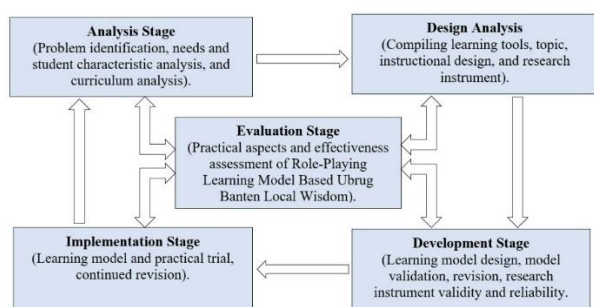 Analysis Stage
(Problem identification, needs and
student characteristic analysis, and
curriculum analysis).
Design Analysis
(Compiling learning tools, topic,
instructional design, and research
instrument).
Evaluation Stage
(Practical aspects and effectiveness
assessment of Role-Playing
Learning Model Based Ubrug
Banten Local Wisdom).
Implementation Stage
(Learning model and practical trial,
continued revision).
Development Stage
(Learning model design, model
validation, revision, research
instrument validity and reliability.